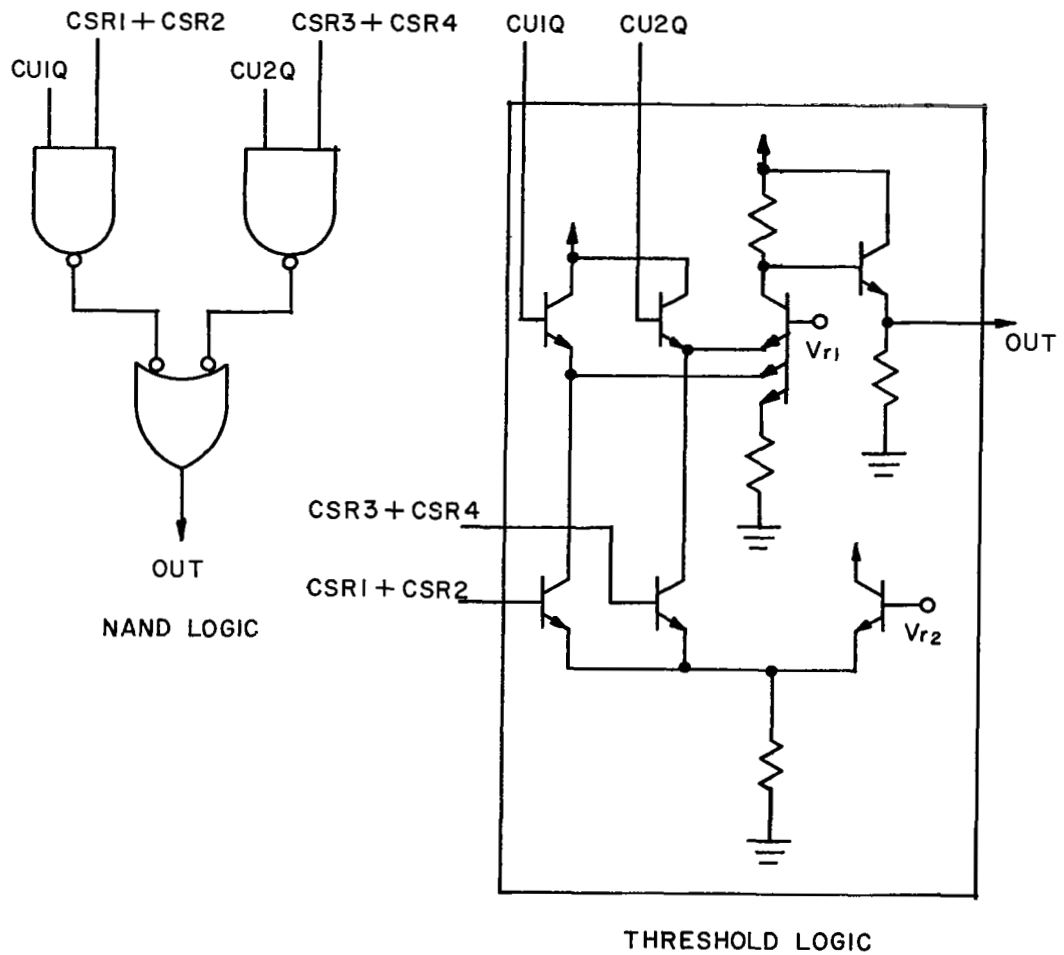 CSR1+CSR2
CSR3+CSR4
CU1Q
CU2Q
CU1Q
CU2Q
Vr1
OUT
CSR3+CSR4
CSR1+CSR2
Vr2
OUT
NAND LOGIC
THRESHOLD LOGIC